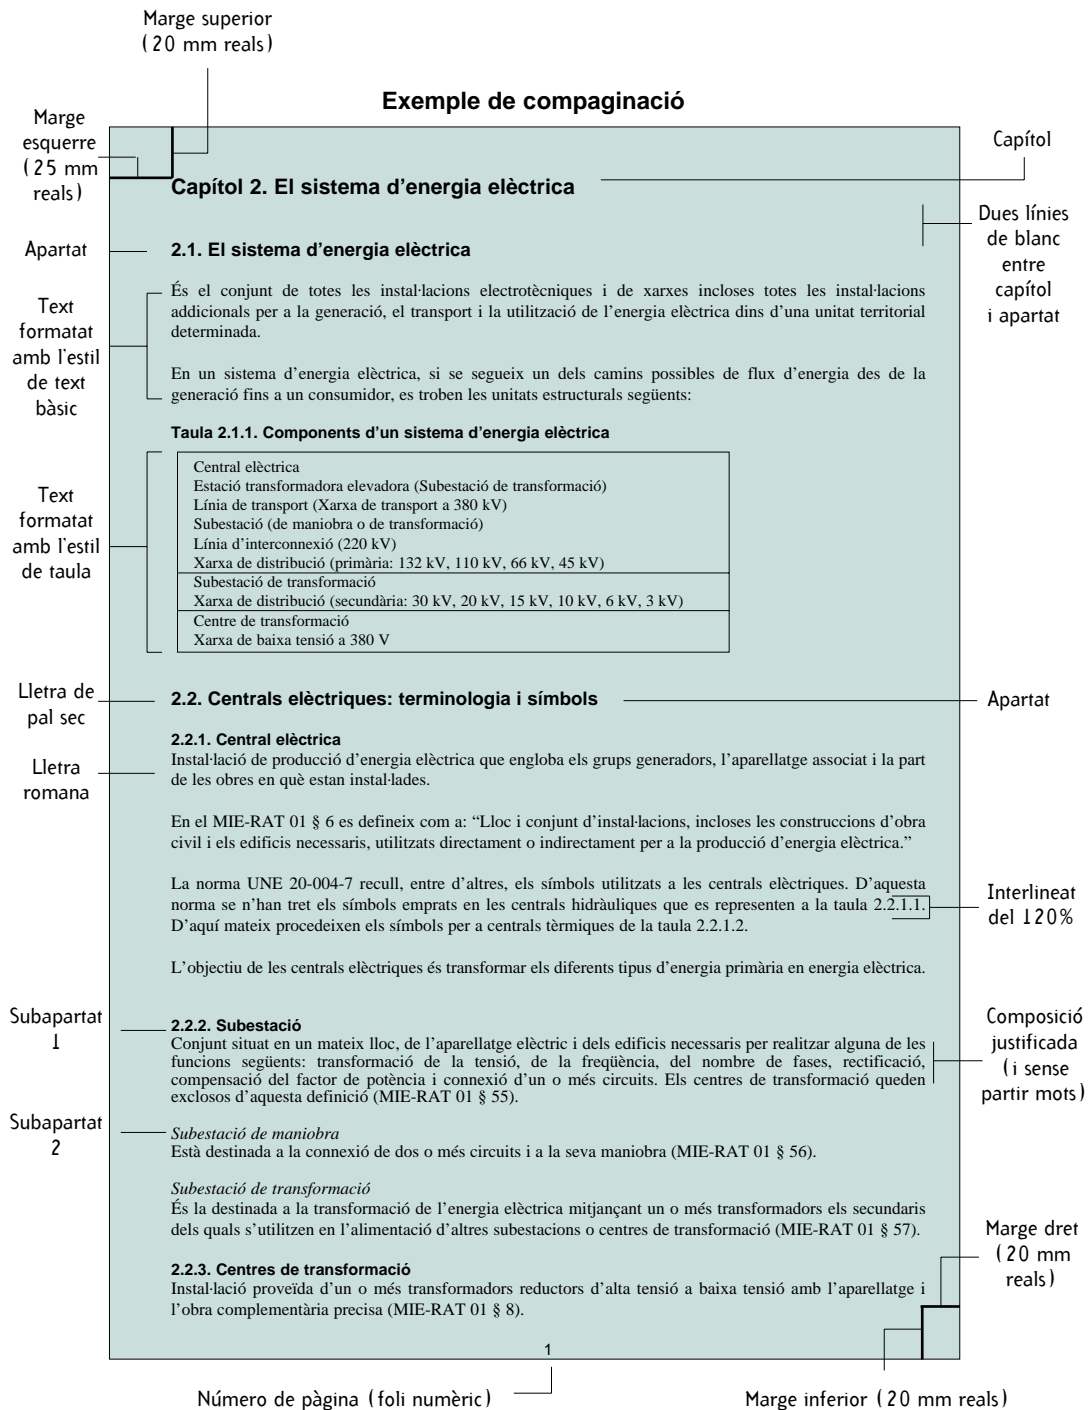 Marge superior
(20 mm reals)
Exemple de compaginació
Marge
esquerre
(25 mm
reals)
Capítol
Capítol 2. El sistema d'energia elèctrica
Dues línies
de blanc
entre
capítol
i apartat
Apartat
2.1. El sistema d'energia elèctrica
Text
formatat
amb l'estil
de text
bàsic
És el conjunt de totes les instal·lacions electrotècniques i de xarxes incloses totes les instal·lacions
addicionals per a la generació, el transport i la utilització de l'energia elèctrica dins d'una unitat territorial
determinada.
En un sistema d'energia elèctrica, si se segueix un dels camins possibles de flux d'energia des de la
generació fins a un consumidor, es troben les unitats estructurals següents:
Taula 2.1.1. Components d'un sistema d'energia elèctrica
Text
formatat
amb l'estil
de taula
Central elèctrica
Estació transformadora elevadora (Subestació de transformació)
Línia de transport (Xarxa de transport a 380 kV)
Subestació (de maniobra o de transformació)
Línia d'interconnexió (220 kV)
Xarxa de distribució (primària: 132 kV, 110 kV, 66 kV, 45 kV)
Subestació de transformació
Xarxa de distribució (secundària: 30 kV, 20 kV, 15 kV, 10 kV, 6 kV, 3 kV)
Centre de transformació
Xarxa de baixa tensió a 380 V
Lletra de
pal sec
2.2. Centrals elèctriques: terminologia i símbols
Apartat
2.2.1. Central elèctrica
Lletra
romana
Instal·lació de producció d'energia elèctrica que engloba els grups generadors, l'aparellatge associat i la part
de les obres en què estan instal·lades.
En el MIE-RAT 01 § 6 es defineix com a: “Lloc i conjunt d'instal·lacions, incloses les construccions d'obra
civil i els edificis necessaris, utilitzats directament o indirectament per a la producció d'energia elèctrica.”
La norma UNE 20-004-7 recull, entre d'altres, els símbols utilitzats a les centrals elèctriques. D'aquesta
norma se n'han tret els símbols emprats en les centrals hidràuliques que es representen a la taula 2.2.1.1.
D'aquí mateix procedeixen els símbols per a centrals tèrmiques de la taula 2.2.1.2.
Interlineat
del 120%
L'objectiu de les centrals elèctriques és transformar els diferents tipus d'energia primària en energia elèctrica.
Subapartat
1
2.2.2. Subestació
Conjunt situat en un mateix lloc, de l'aparellatge elèctric i dels edificis necessaris per realitzar alguna de les
funcions següents: transformació de la tensió, de la freqüència, del nombre de fases, rectificació,
compensació del factor de potència i connexió d'un o més circuits. Els centres de transformació queden
exclosos d'aquesta definició (MIE-RAT 01 § 55).
Composició
justificada
(i sense
partir mots)
Subapartat
2
Subestació de maniobra
Està destinada a la connexió de dos o més circuits i a la seva maniobra (MIE-RAT 01 § 56).
Subestació de transformació
És la destinada a la transformació de l'energia elèctrica mitjançant un o més transformadors els secundaris
dels quals s'utilitzen en l'alimentació d'altres subestacions o centres de transformació (MIE-RAT 01 § 57).
Marge dret
(20 mm
reals)
2.2.3. Centres de transformació
Instal·lació proveïda d'un o més transformadors reductors d'alta tensió a baixa tensió amb l'aparellatge i
l'obra complementària precisa (MIE-RAT 01 § 8).
1
Número de pàgina (foli numèric)
Marge inferior (20 mm reals)